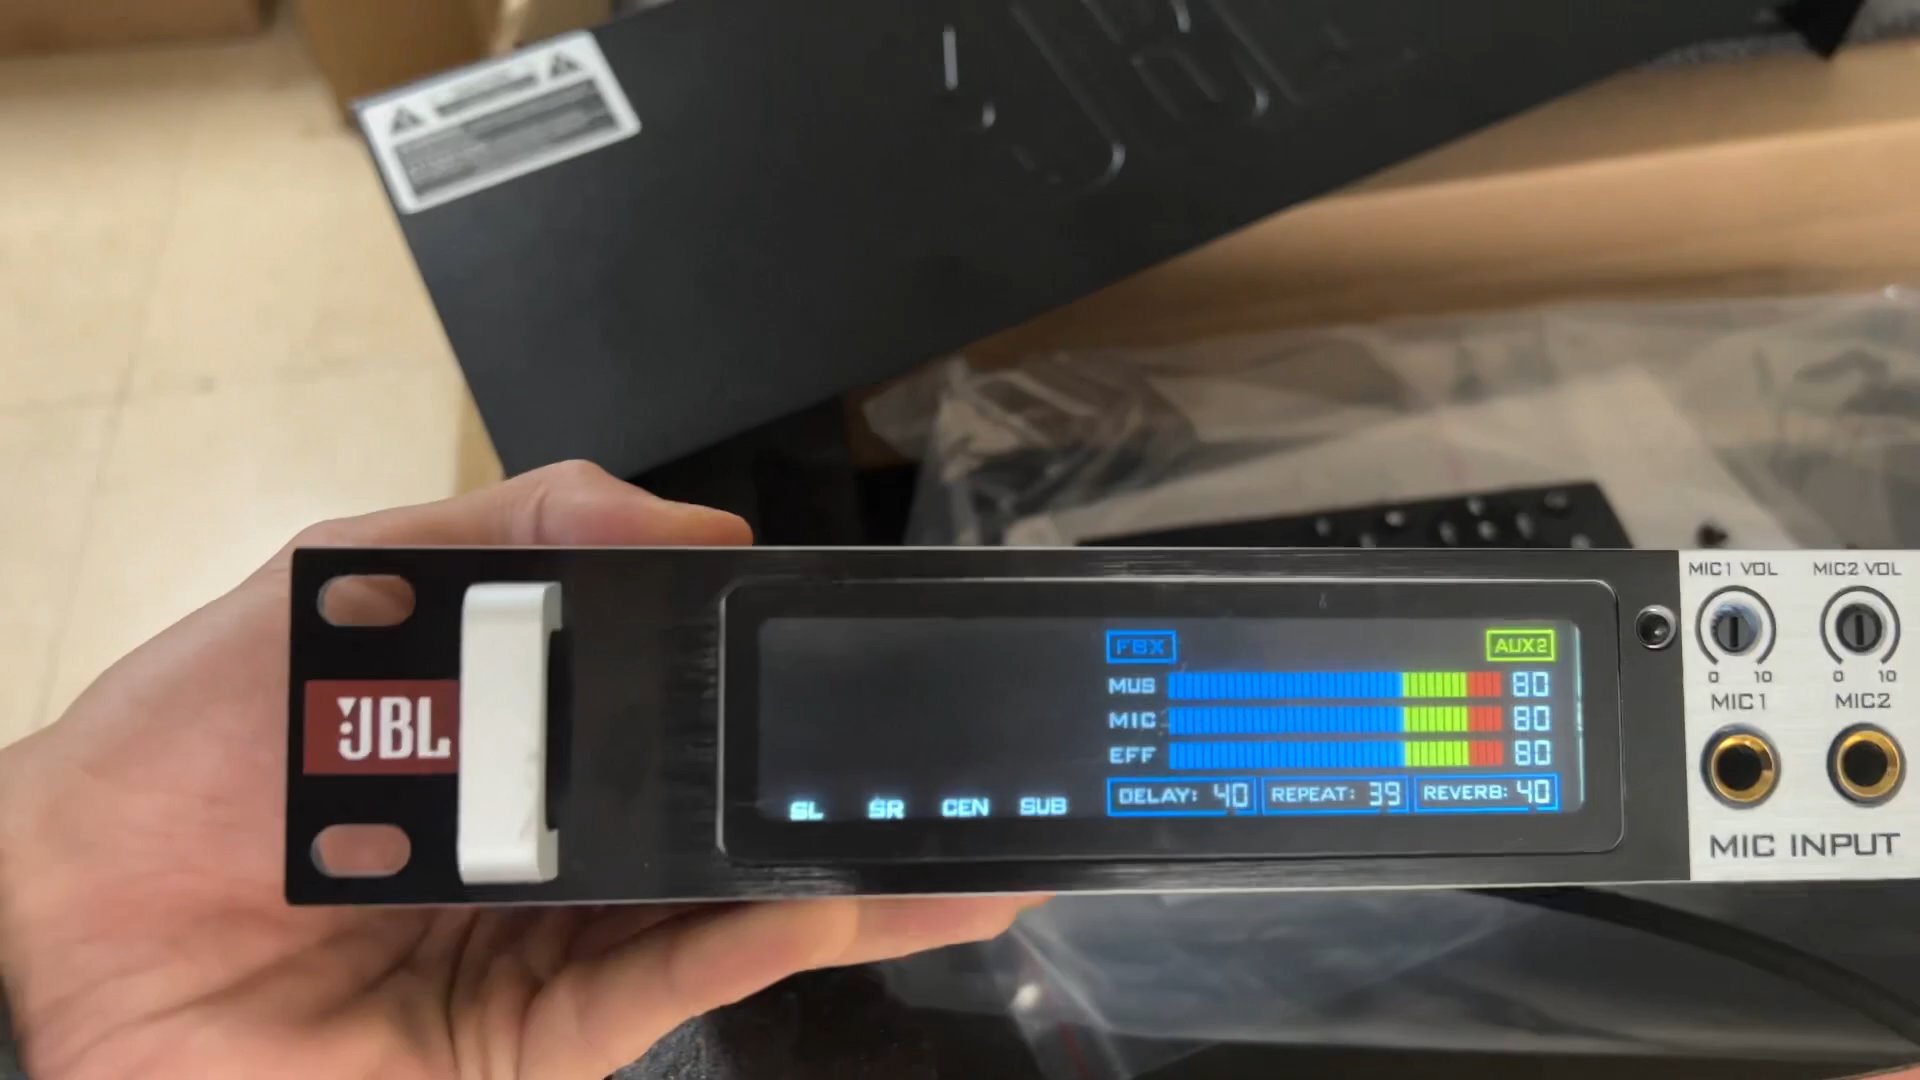 JBL
JBL
FBX
AUX2
MUS 80
MIC 80
EFF 80
SL SR CEN SUB
DELAY: 40 REPEAT: 39 REVERB: 40
MIC1 VOL MIC2 VOL
0 10 0 10
MIC1 MIC2
MIC INPUT